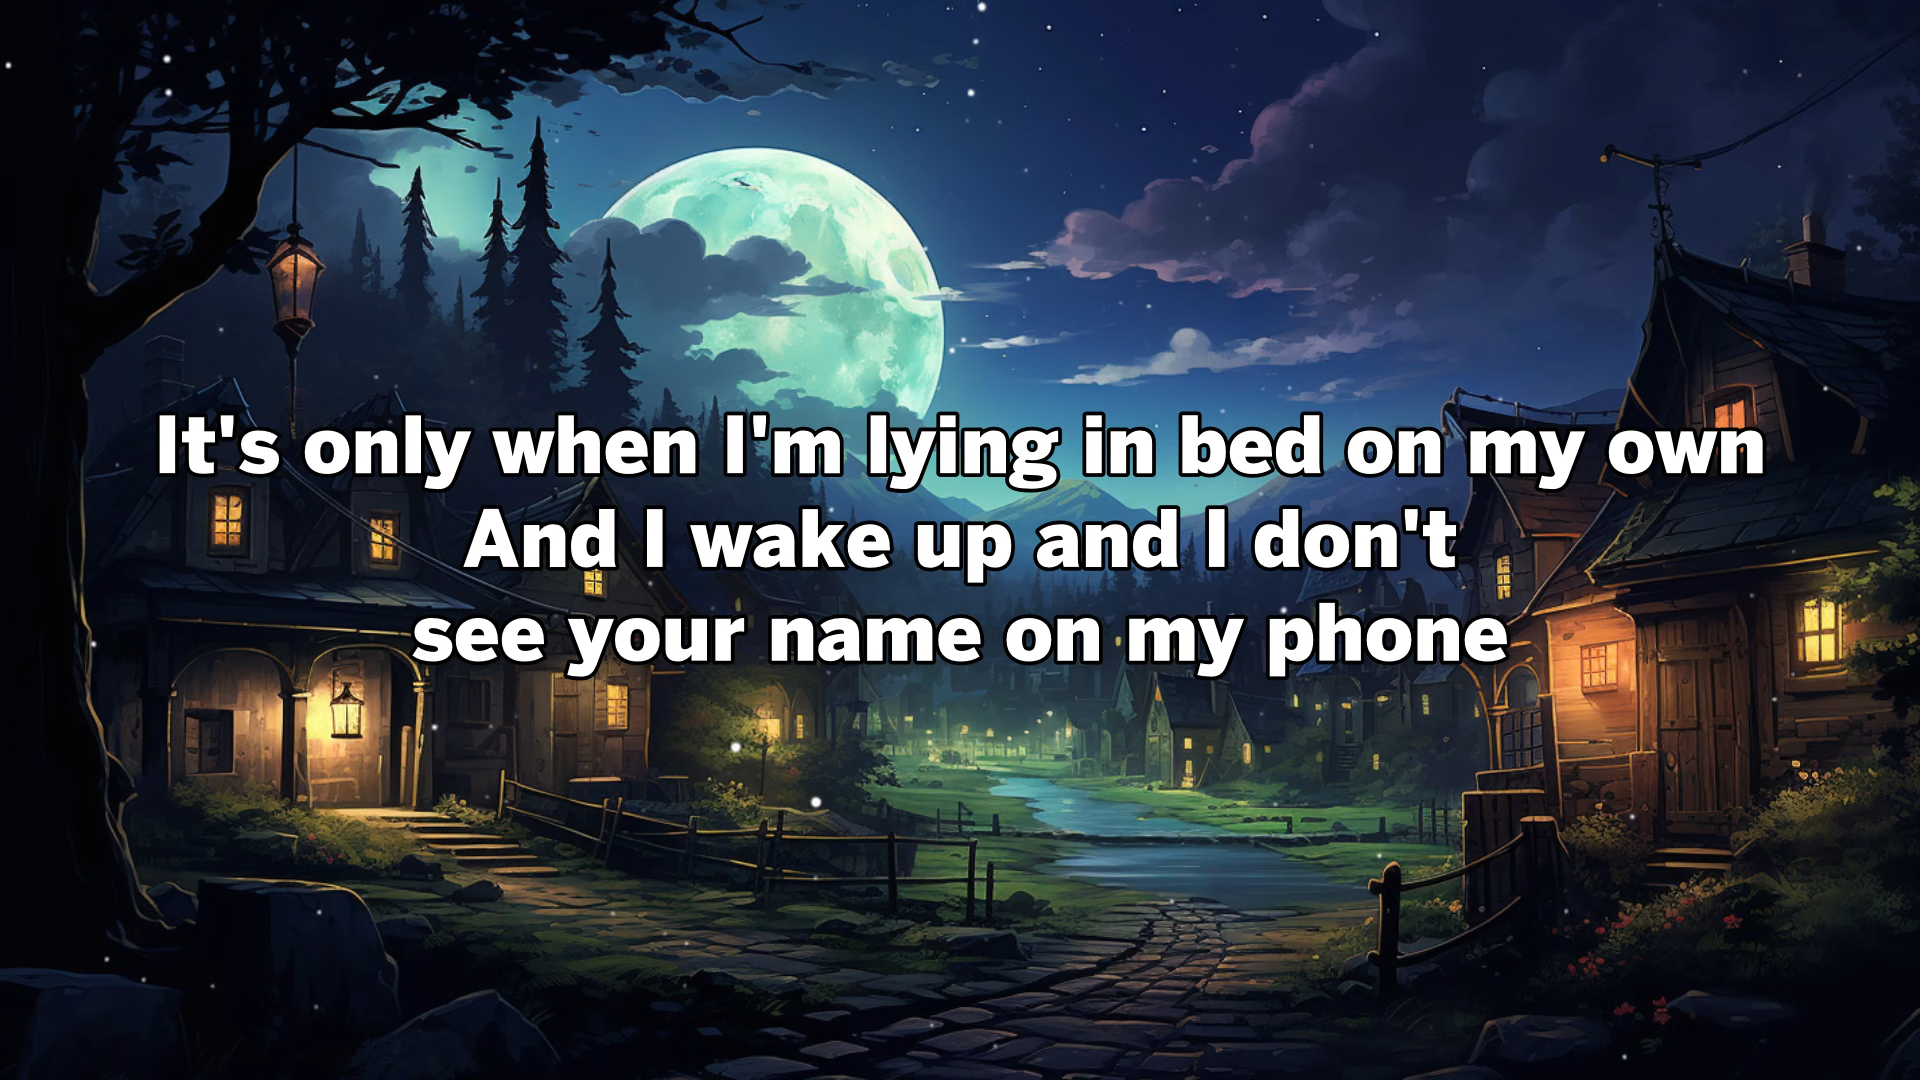 It's only when I'm lying in bed on my own
And I wake up and I don't
see your name on my phone